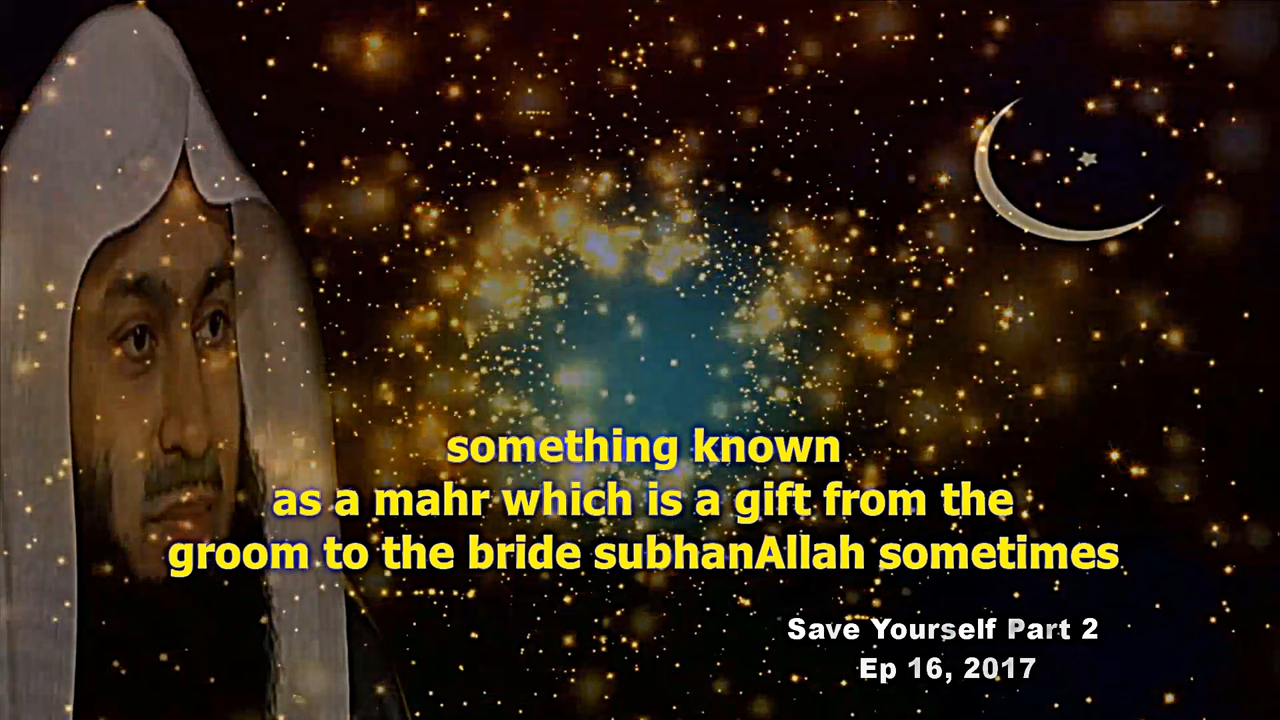 something known
as a mahr which is a gift from the
groom to the bride subhanAllah sometimes
Save Yourself Part 2
Ep 16, 2017